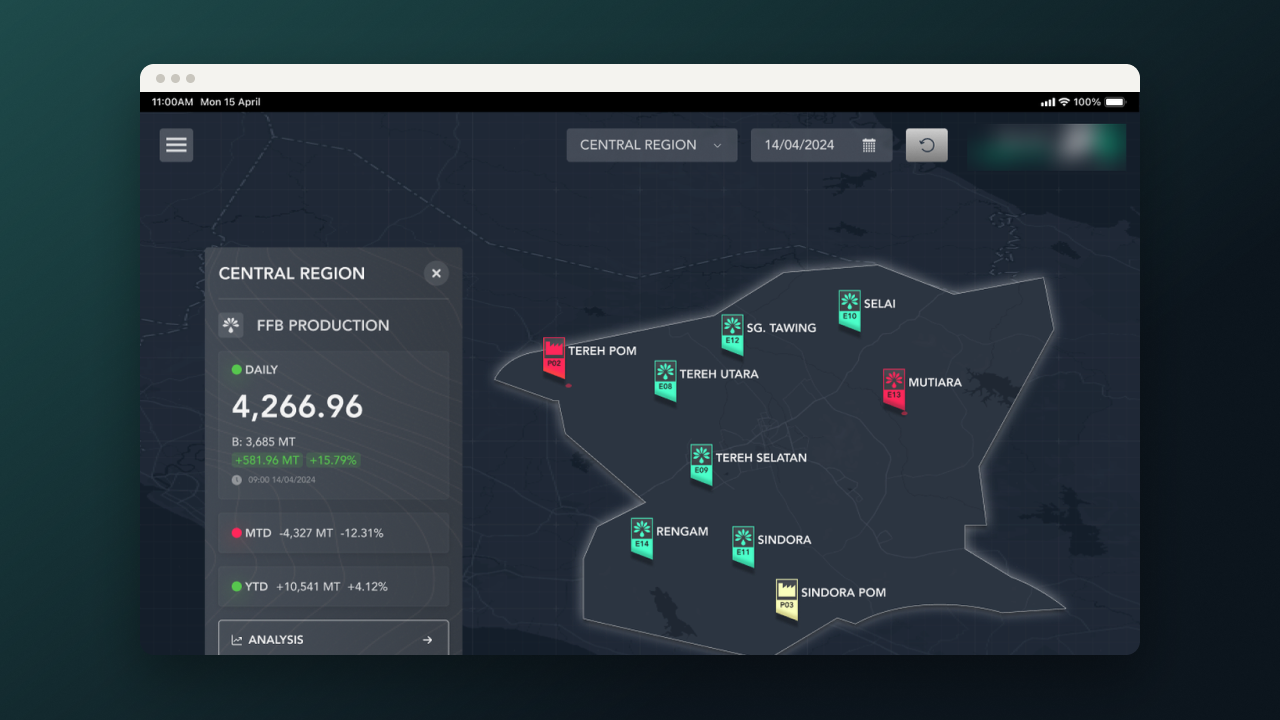 11:00AM Mon 15 April
100%
CENTRAL REGION
14/04/2024
CENTRAL REGION
FFB PRODUCTION
DAILY
4,266.96
B: 3,685 MT
+581.96 MT +15.79%
09:00 14/04/2024
MTD -4,327 MT -12.31%
YTD +10,541 MT +4.12%
ANALYSIS
SELAI
E10
SG. TAWING
E12
TEREH POM
P02
TEREH UTARA
E08
MUTIARA
E13
TEREH SELATAN
E09
RENGAM
E14
SINDORA
E11
SINDORA POM
P03